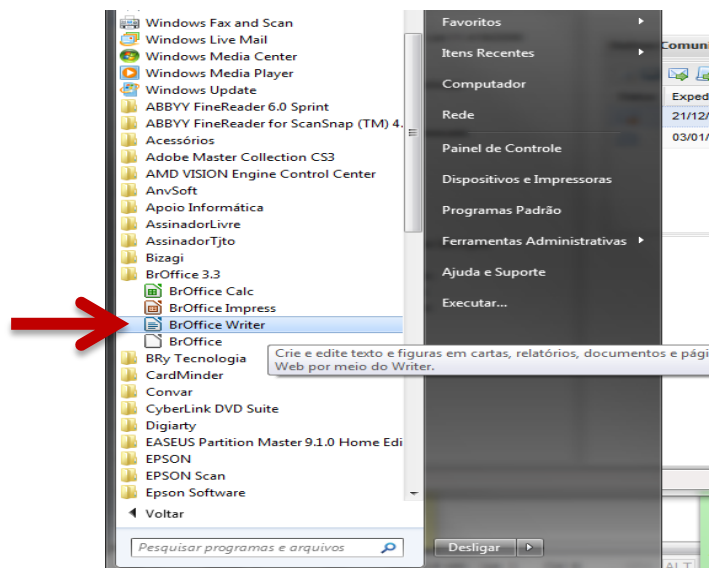 Windows Fax and Scan
Windows Live Mail
Windows Media Center
Windows Media Player
Windows Update
ABBYY FineReader 6.0 Sprint
ABBYY FineReader for ScanSnap (TM) 4.
Acessórios
Adobe Master Collection CS3
AMD VISION Engine Control Center
AnvSoft
Apoio Informática
AssinadorLivre
AssinadorTjto
Bizagi
BrOffice 3.3
BrOffice Calc
BrOffice Impress
BrOffice Writer
BrOffice
BRy Tecnologia
CardMinder
Convar
CyberLink DVD Suite
Digiarty
EASEUS Partition Master 9.1.0 Home Edi
EPSON
EPSON Scan
Epson Software
Voltar
Pesquisar programas e arquivos
Favoritos
Itens Recentes
Computador
Rede
Painel de Controle
Dispositivos e Impressoras
Programas Padrão
Ferramentas Administrativas
Ajuda e Suporte
Executar...
Crie e edite texto e figuras em cartas, relatórios, documentos e pági
Web por meio do Writer.
Desligar
Comuni
Exped
21/12/
03/01/
ALT